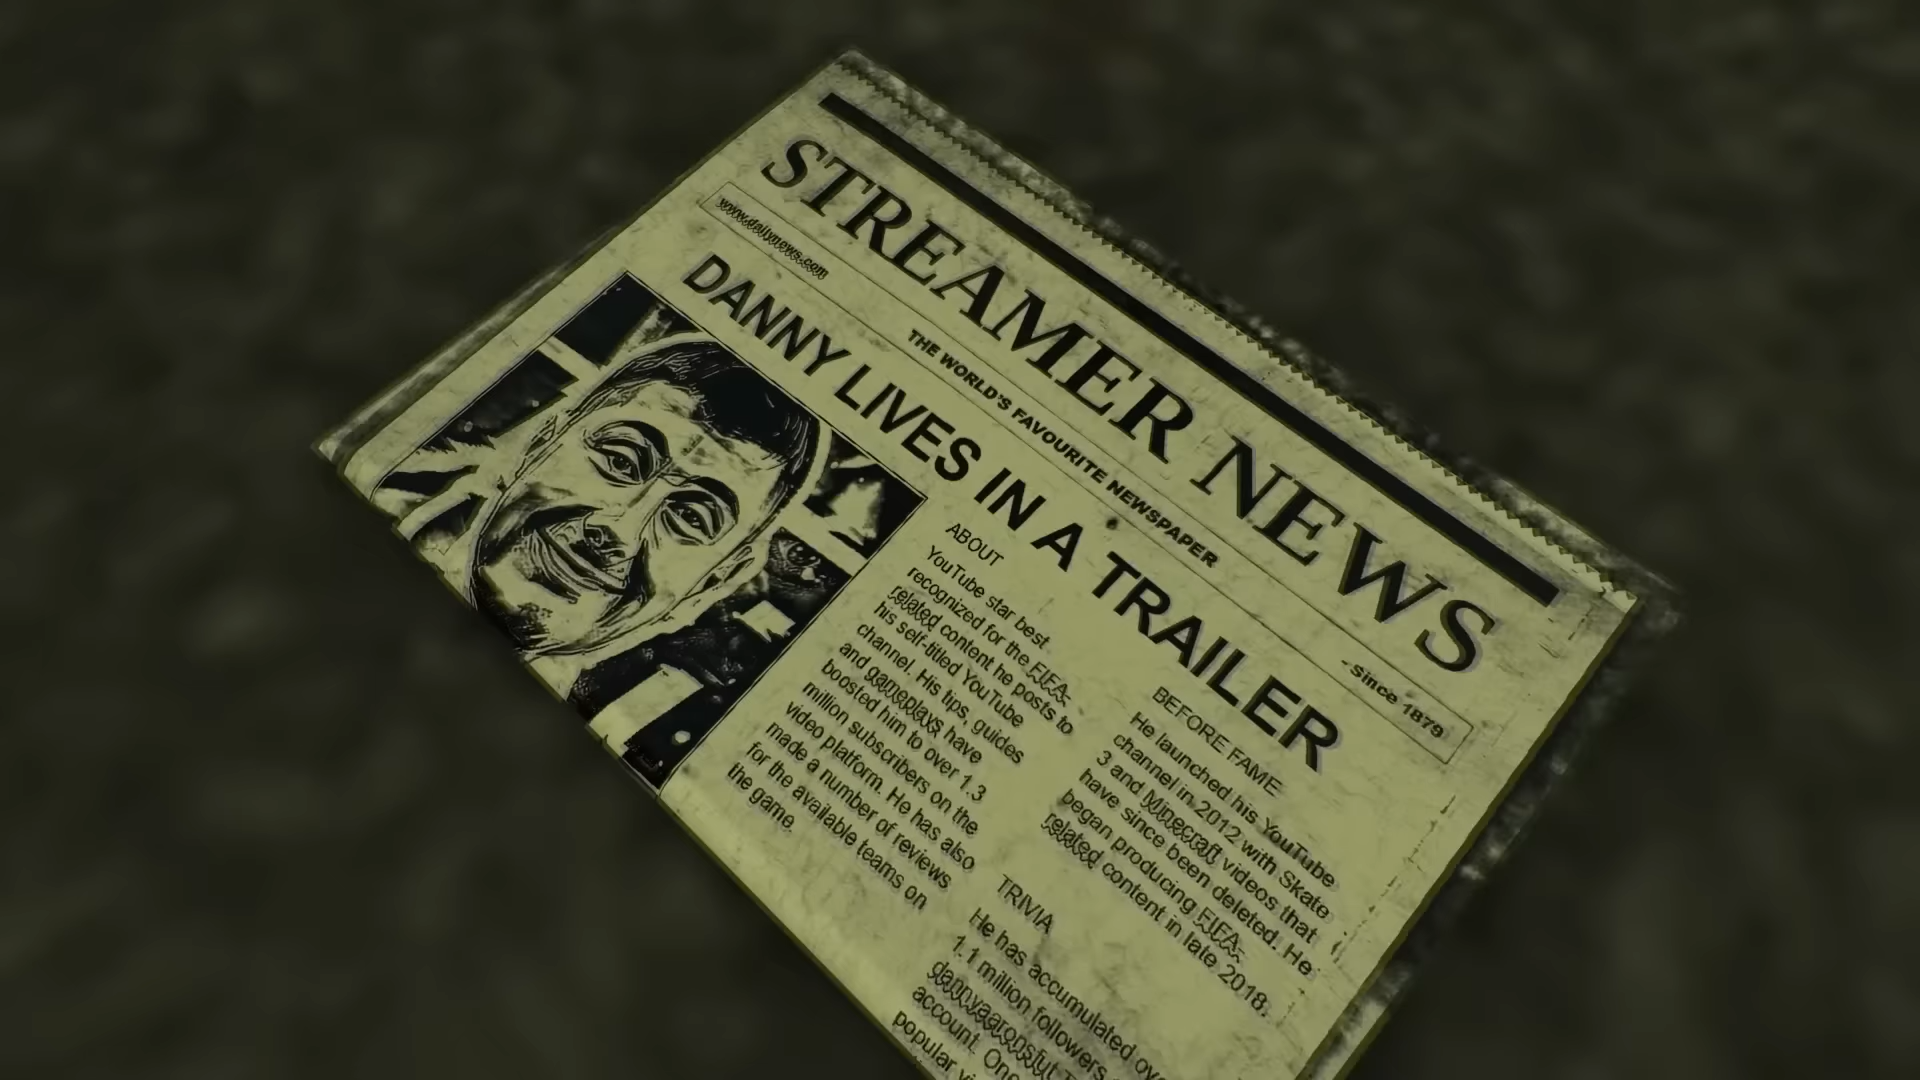 STREAMER NEWS
www.dailynews.com
THE WORLD'S FAVOURITE NEWSPAPER
- Since 1879
DANNY LIVES IN A TRAILER
ABOUT
YouTube star best
recognized for the FIFA-
related content he posts to
his self-titled YouTube
channel. His tips, guides
and gameplays have
boosted him to over 1.3
million subscribers on the
video platform. He has also
made a number of reviews
for the available teams on
the game.
BEFORE FAME
He launched his YouTube
channel in 2012 with Skate
3 and Minecraft videos that
have since been deleted. He
began producing FIFA-
related content in late 2018.
TRIVIA
He has accumulated
1.1 million followers
dannyaaronsfut
account.
popular